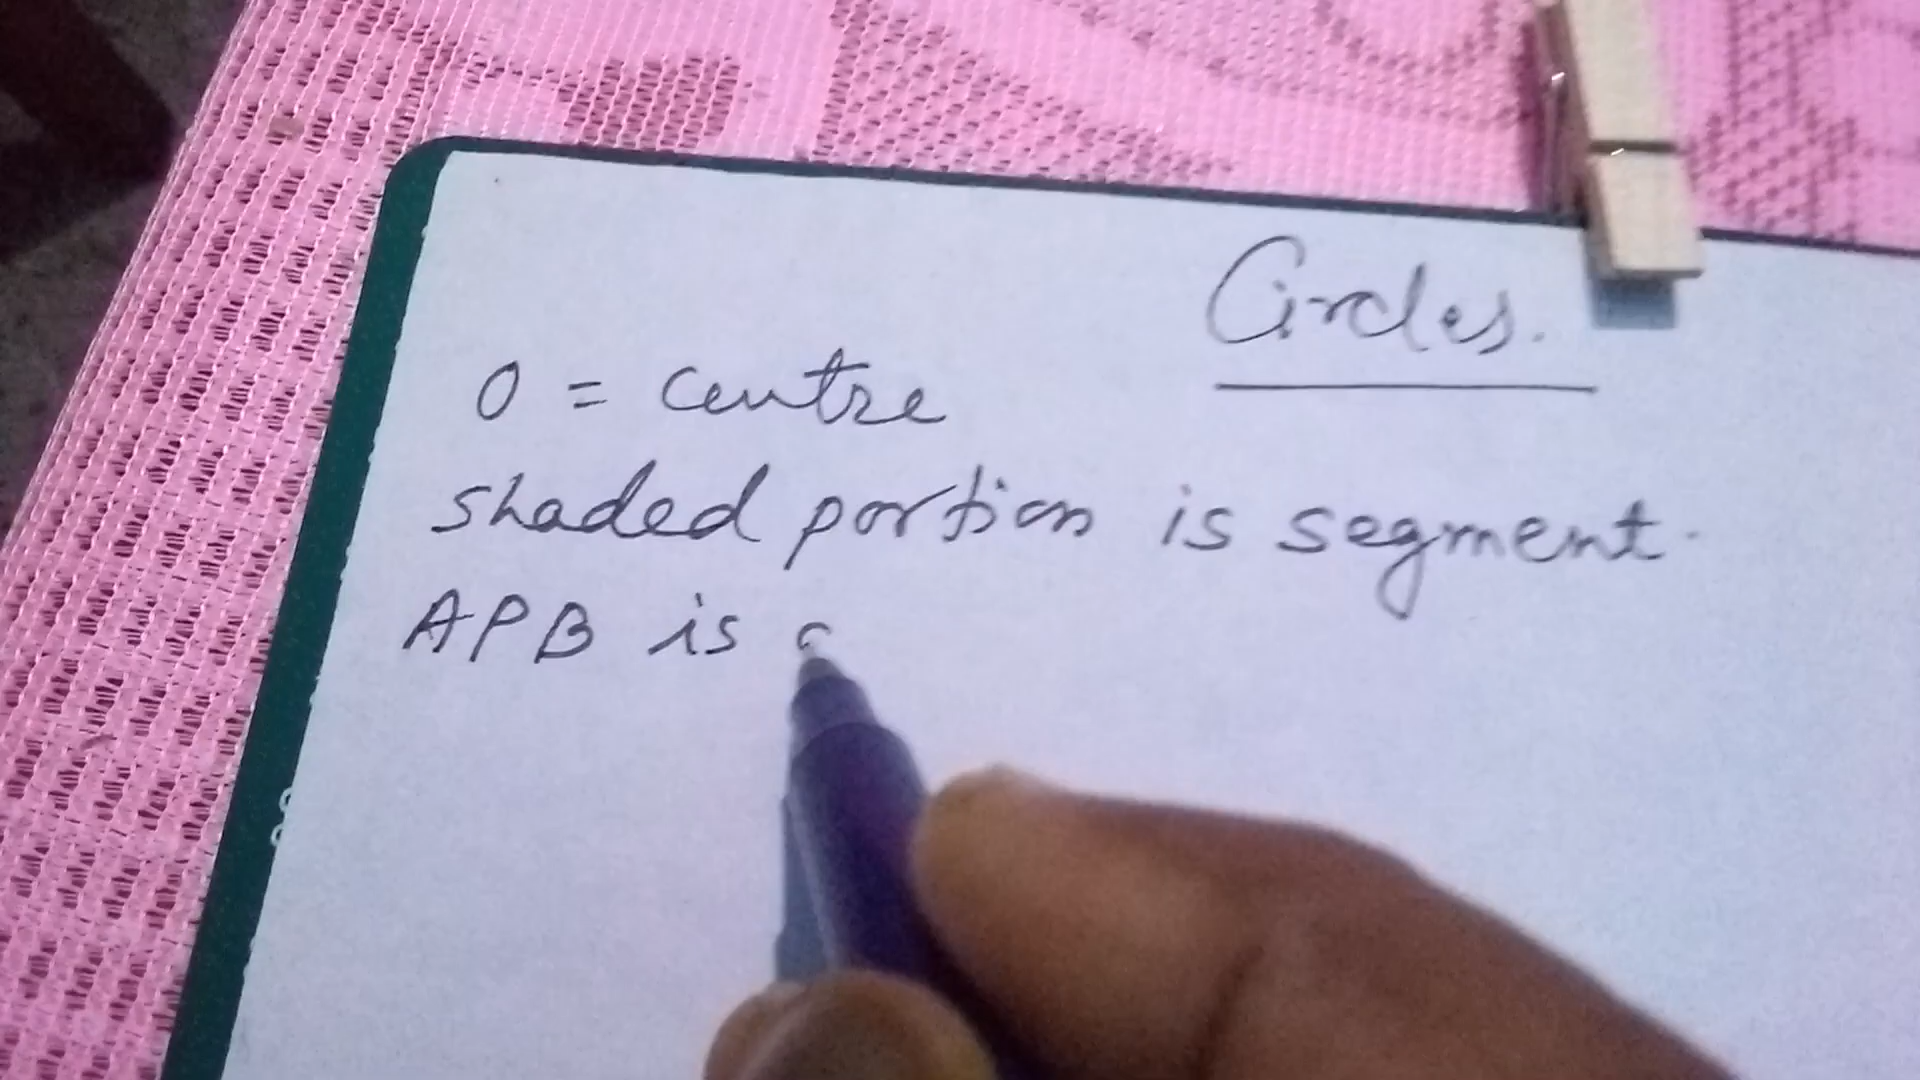 Circles.
O = Centre
shaded portion is segment.
APB is